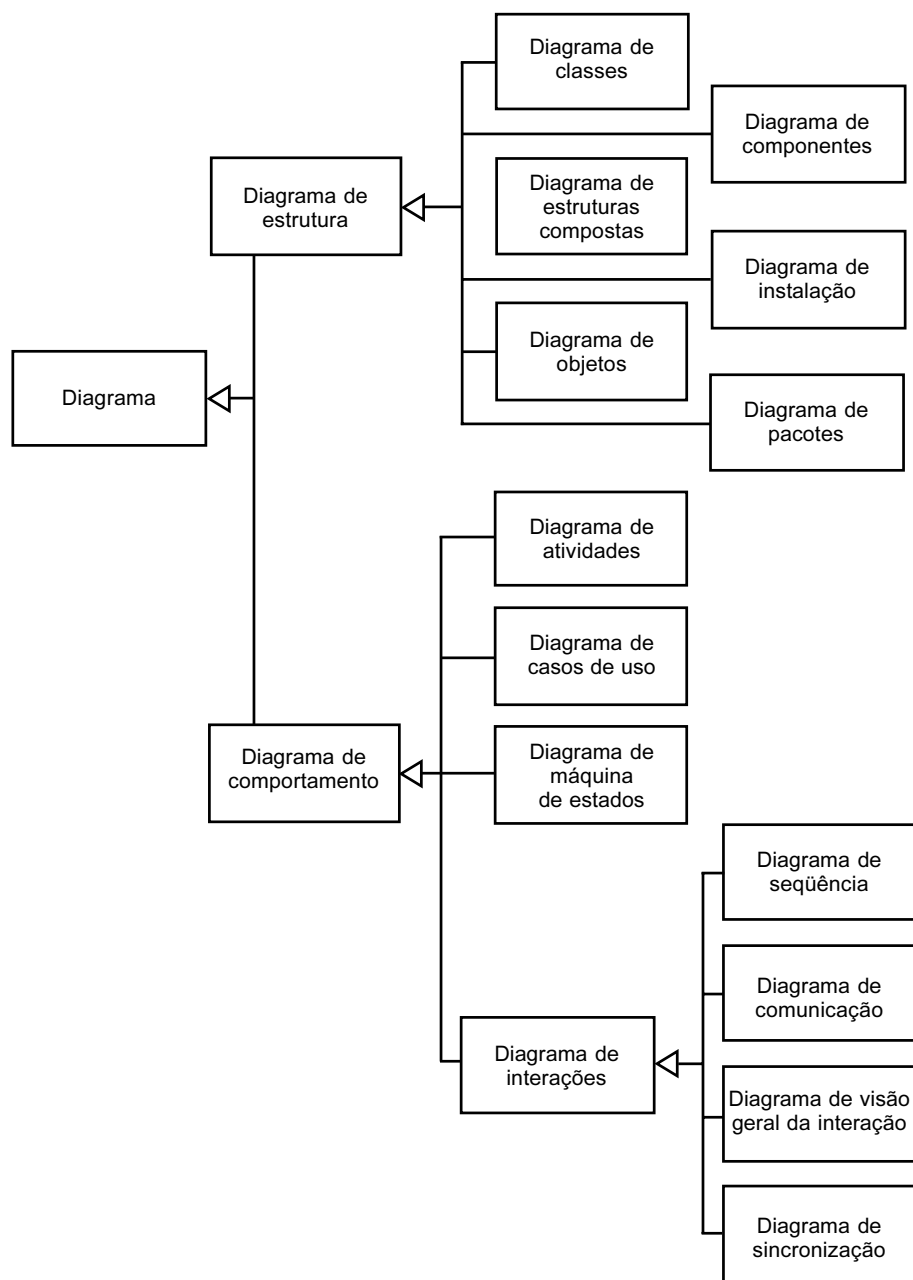 Diagrama de
classes
Diagrama de
componentes
Diagrama de
estrutura
Diagrama de
estruturas
compostas
Diagrama de
instalação
Diagrama de
objetos
Diagrama
Diagrama de
pacotes
Diagrama de
atividades
Diagrama de
casos de uso
Diagrama de
comportamento
Diagrama de
máquina
de estados
Diagrama de
seqüência
Diagrama de
comunicação
Diagrama de
interações
Diagrama de visão
geral da interação
Diagrama de
sincronização